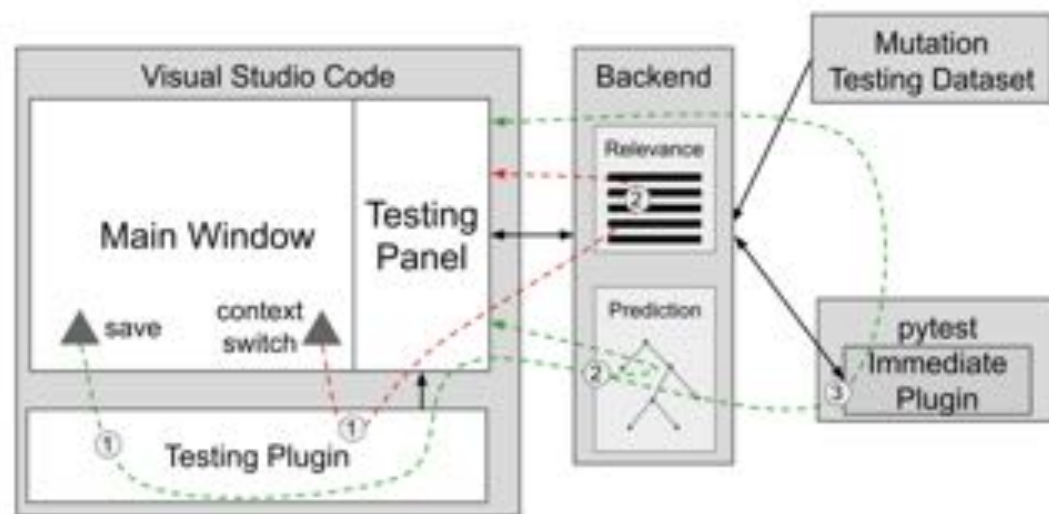 Visual Studio Code
Main Window
save
context
switch
Testing
Panel
1
1
Testing Plugin
Backend
Relevance
2
Prediction
2
Mutation
Testing Dataset
pytest
Immediate
Plugin
3